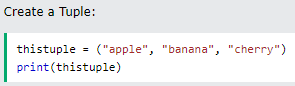 Create a Tuple:
thistuple = ("apple", "banana", "cherry")
print(thistuple)